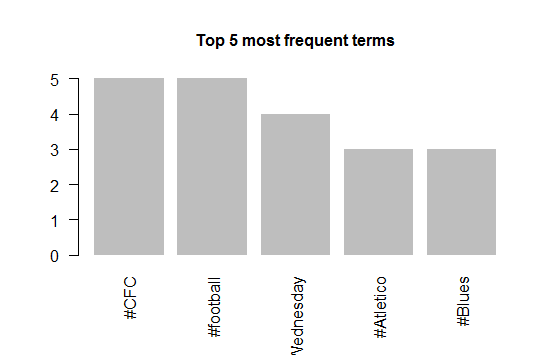 Top 5 most frequent terms
5
4
3
2
1
0
#CFC
#football
Wednesday
#Atletico
#Blues